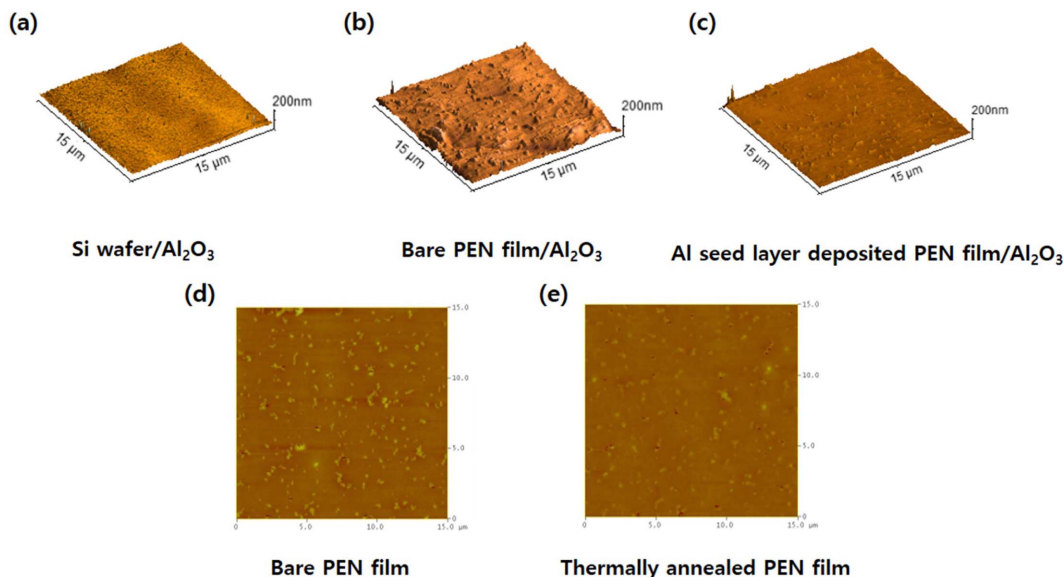 (a)
(b)
(c)
200nm
15 µm
15 µm
200nm
15 µm
15 µm
200nm
15 µm
15 µm
Si wafer/Al₂O₃
Bare PEN film/Al₂O₃
Al seed layer deposited PEN film/Al₂O₃
(d)
(e)
15.0
10.0
5.0
0
0
5.0
10.0
15.0 µm
15.0
10.0
5.0
0
0
5.0
10.0
15.0 µm
Bare PEN film
Thermally annealed PEN film